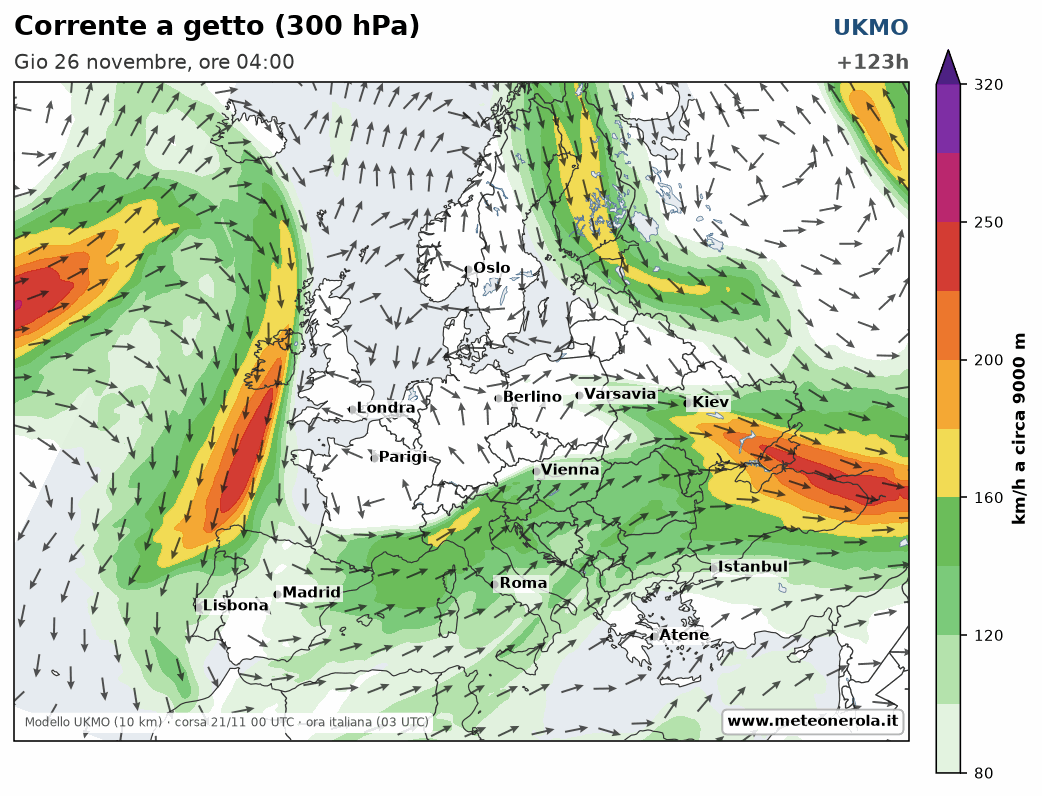 Corrente a getto (300 hPa)
UKMO
Gio 26 novembre, ore 04:00
+123h
320
250
200
160
120
80
km/h a circa 9000 m
Oslo
Londra
Berlino
Varsavia
Kiev
Parigi
Vienna
Istanbul
Roma
Madrid
Lisbona
Atene
Modello UKMO (10 km) · corsa 21/11 00 UTC · ora italiana (03 UTC)
www.meteonerola.it